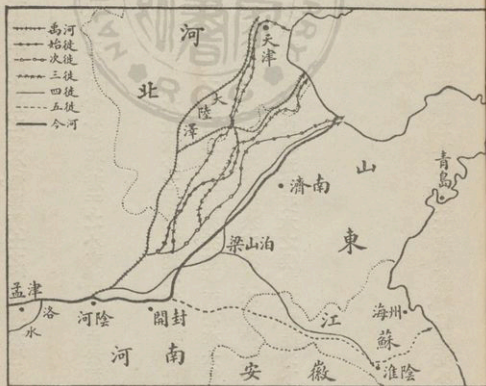 禹河
始徙
次徙
三徙
四徙
五徙
今河
河
北
天津
大陸澤
山
東
青島
濟南
梁山泊
孟津
洛水
河陰
開封
河南
安徽
江
蘇
海州
淮陰